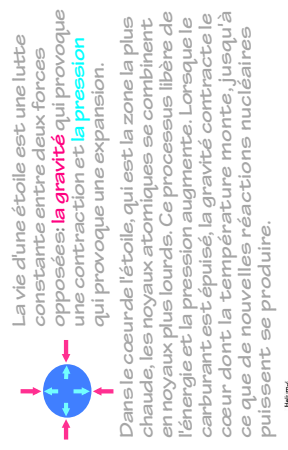 La vie d'une étoile est une lutte
constante entre deux forces
opposées: la gravité qui provoque
une contraction et la pression
qui provoque une expansion.
Dans le cœur de l'étoile, qui est la zone la plus
chaude, les noyaux atomiques se combinent
en noyaux plus lourds. Ce processus libère de
l'énergie et la pression augmente. Lorsque le
carburant est épuisé, la gravité contracte le
cœur dont la température monte, jusqu'à
ce que de nouvelles réactions nucléaires
puissent se produire.